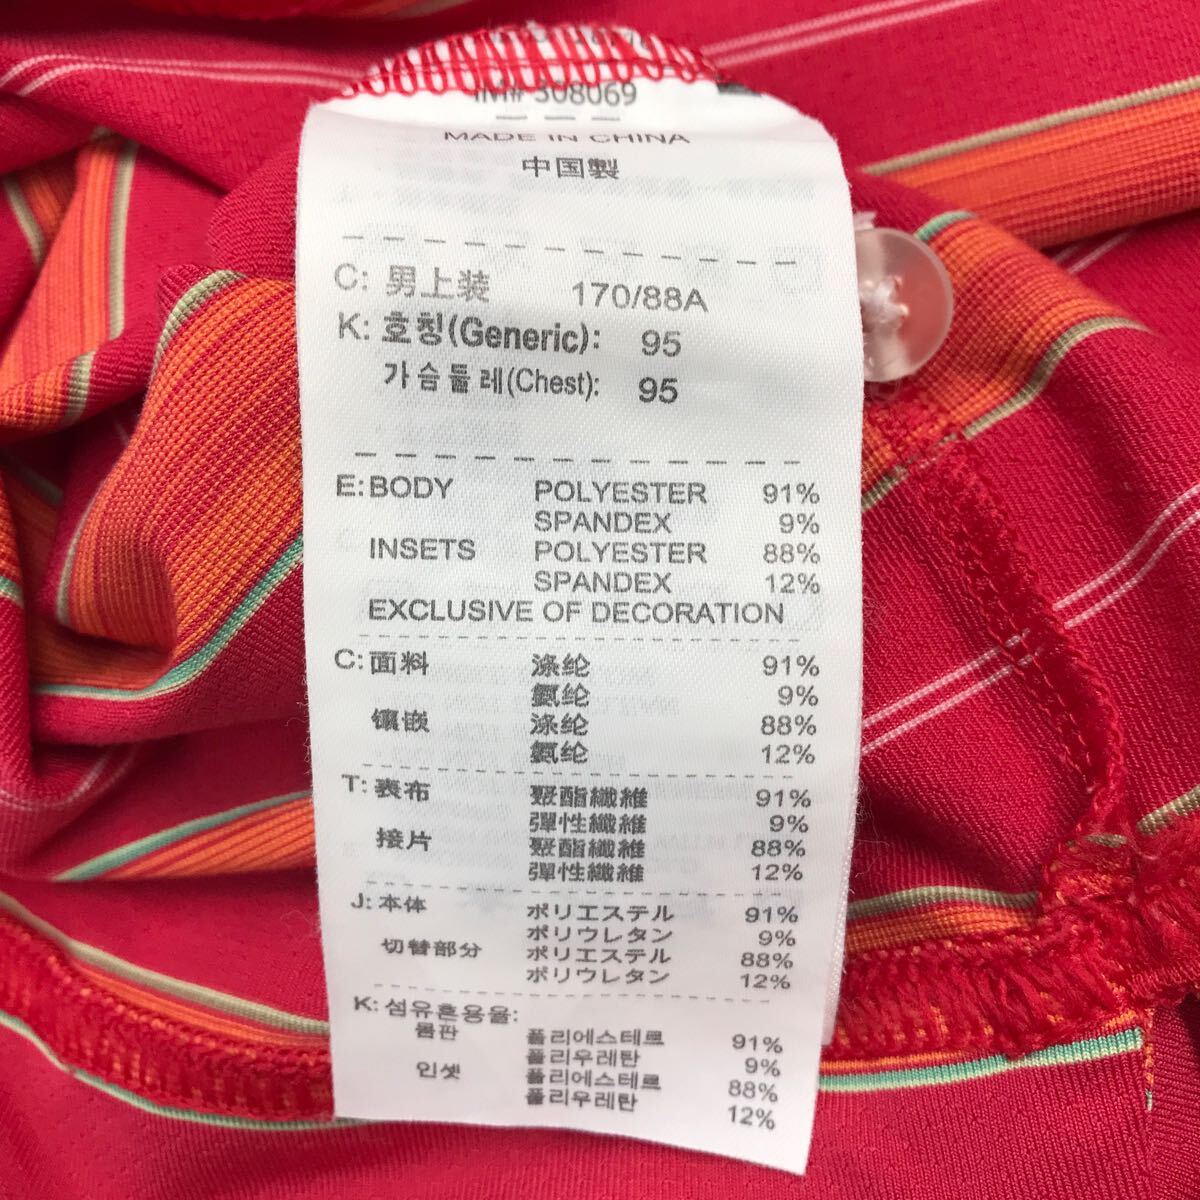 308069
MADE IN CHINA
中国製
C: 男上装 170/88A
K: 호칭(Generic): 95
가슴둘레(Chest): 95
E: BODY POLYESTER 91%
SPANDEX 9%
INSETS POLYESTER 88%
SPANDEX 12%
EXCLUSIVE OF DECORATION
C: 面料 涤纶 91%
氨纶 9%
镶嵌 涤纶 88%
氨纶 12%
T: 表布 聚酯纖維 91%
彈性纖維 9%
接片 聚酯纖維 88%
彈性纖維 12%
J: 本体 ポリエステル 91%
ポリウレタン 9%
切替部分 ポリエステル 88%
ポリウレタン 12%
K: 섬유혼용율:
몸판 폴리에스테르 91%
폴리우레탄 9%
인셋 폴리에스테르 88%
폴리우레탄 12%